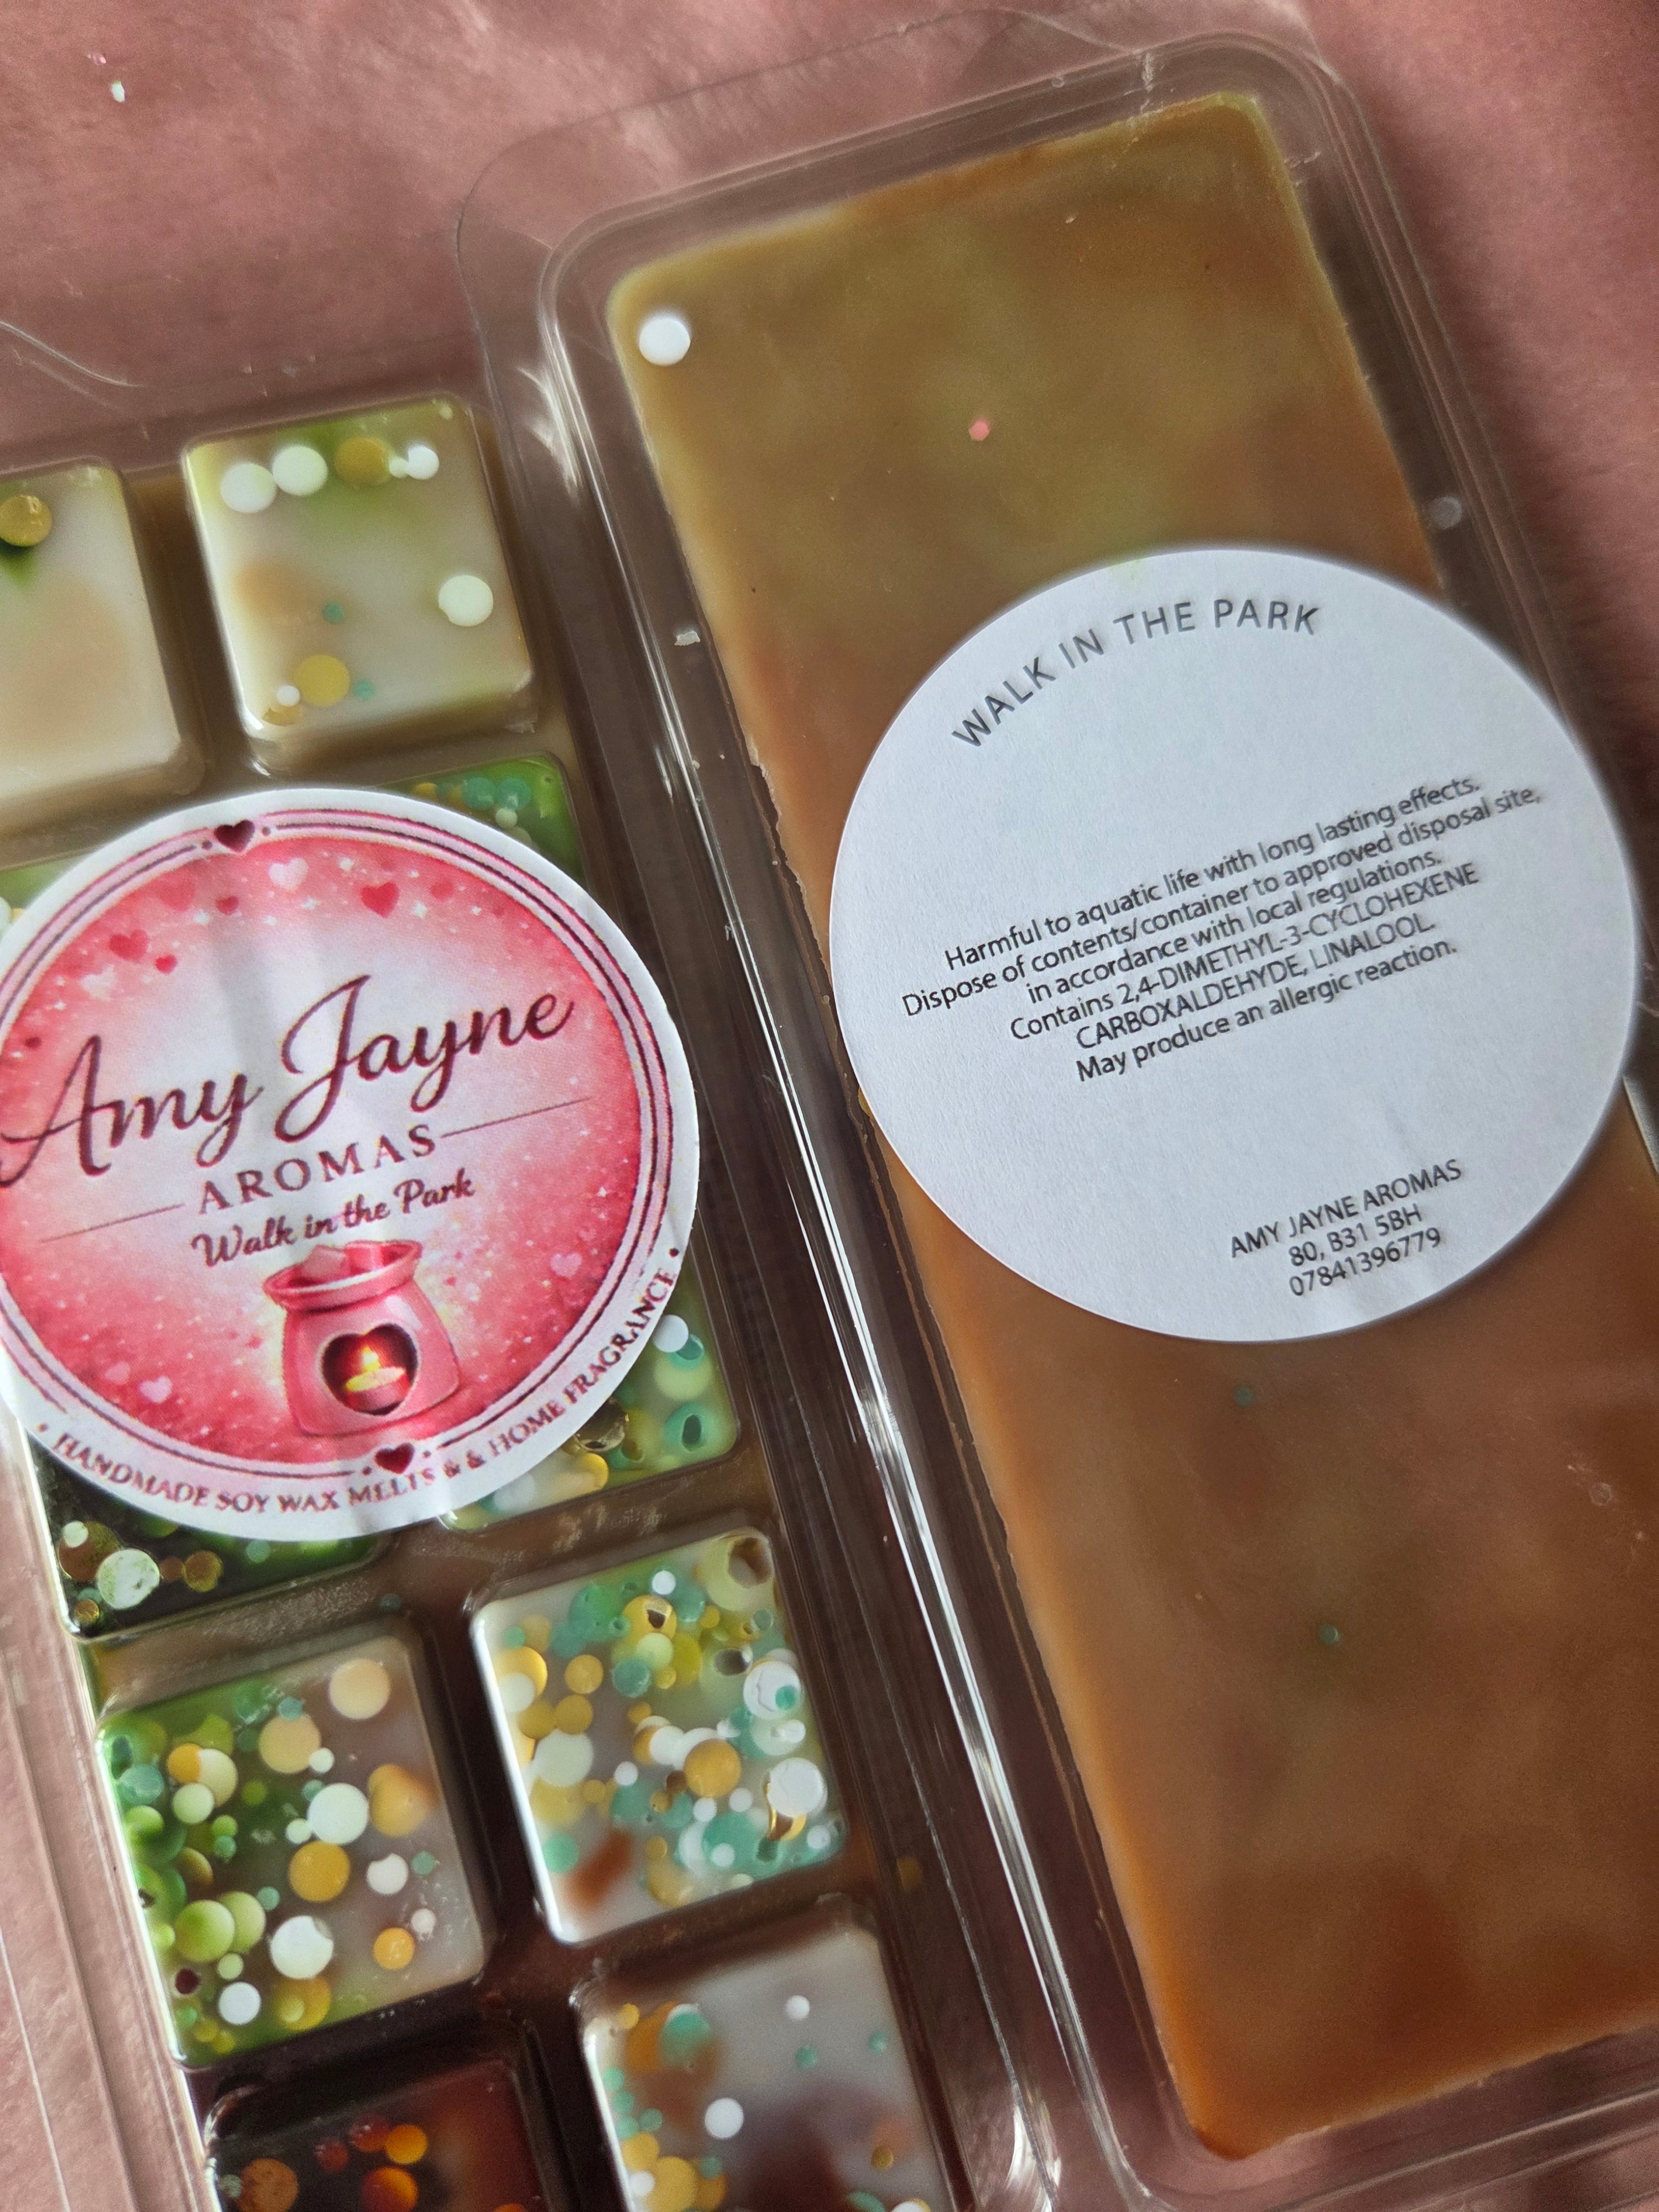 Amy Jayne
AROMAS
Walk in the Park
HANDMADE SOY WAX MELTS & & HOME FRAGRANCE
WALK IN THE PARK
Harmful to aquatic life with long lasting effects.
Dispose of contents/container to approved disposal site,
in accordance with local regulations.
Contains 2,4-DIMETHYL-3-CYCLOHEXENE
CARBOXALDEHYDE, LINALOOL.
May produce an allergic reaction.
AMY JAYNE AROMAS
80, B31 5BH
07841396779